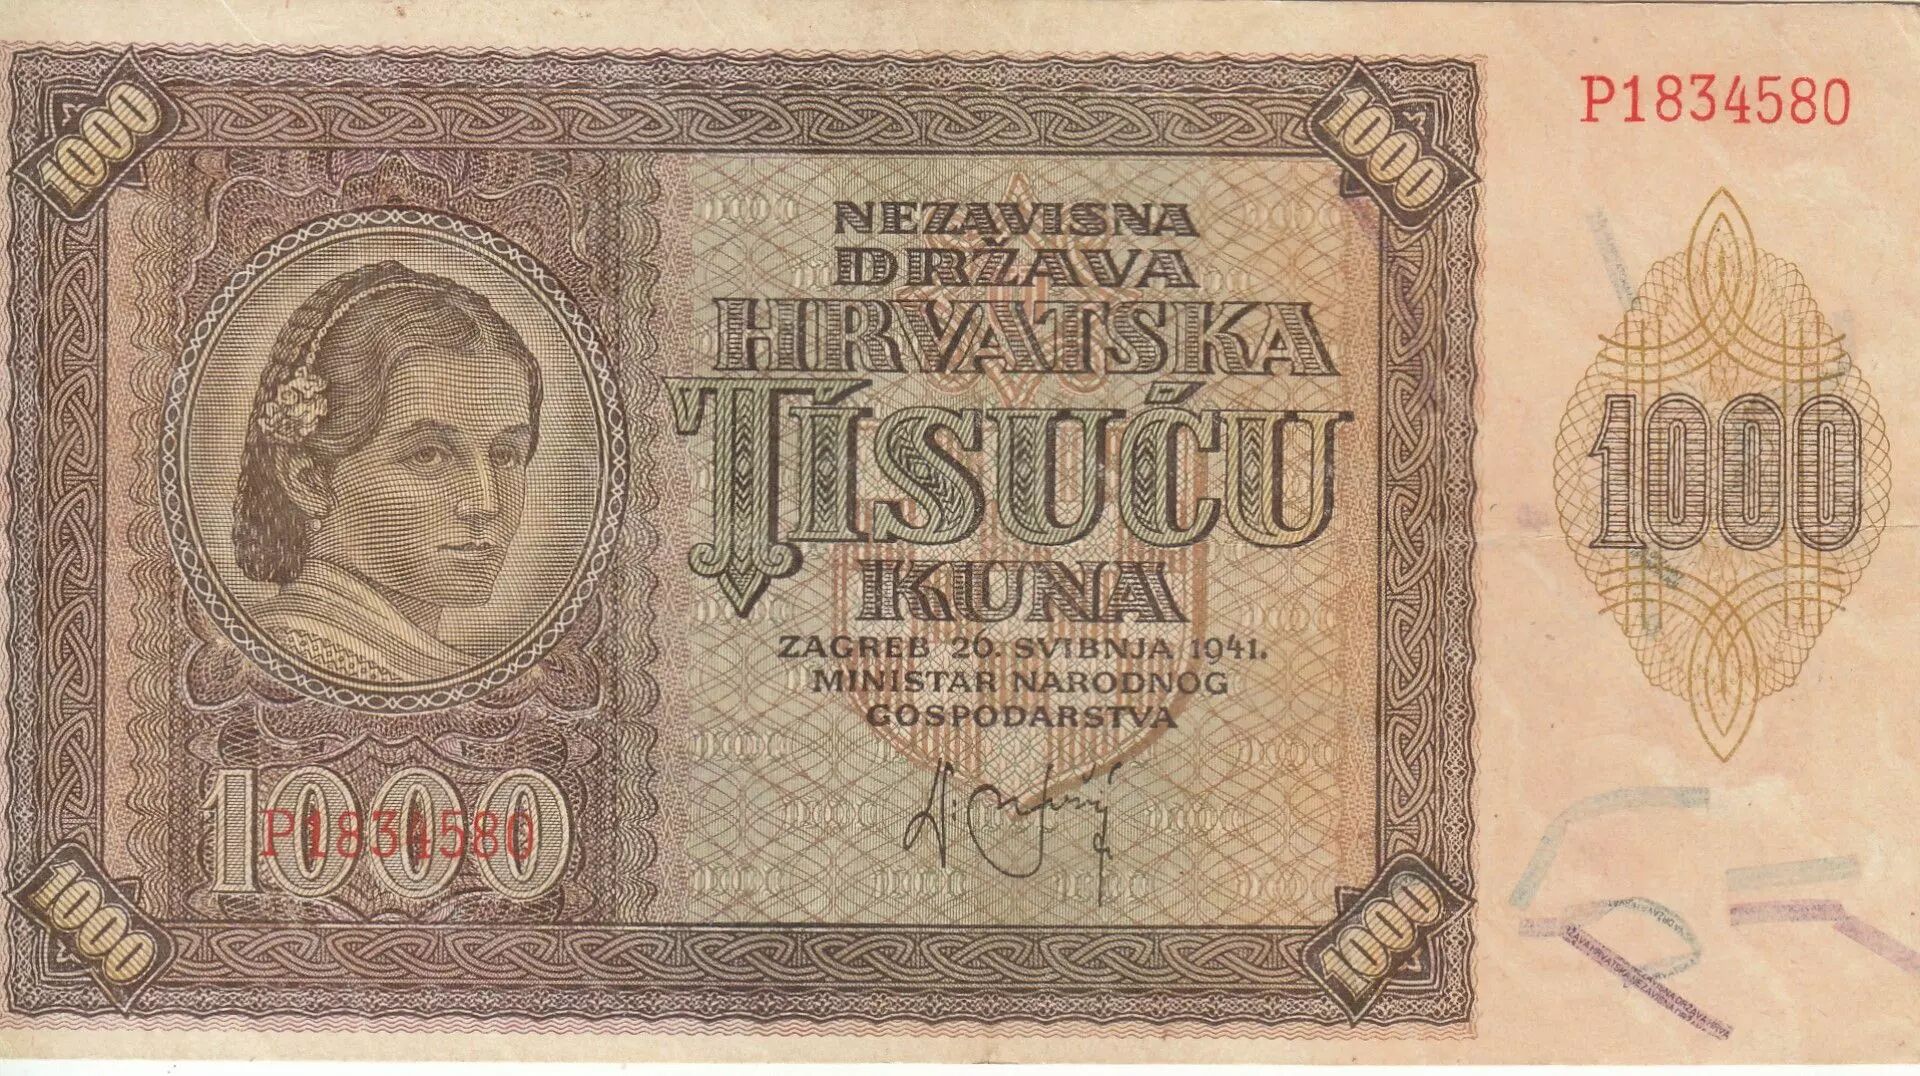 1000
1000
P1834580
NEZAVISNA
DRŽAVA
HRVATSKA
TISUĆU
KUNA
1000
ZAGREB 26. SVIBNJA 1941.
MINISTAR NARODNOG
GOSPODARSTVA
1000
P1834580
1000
1000